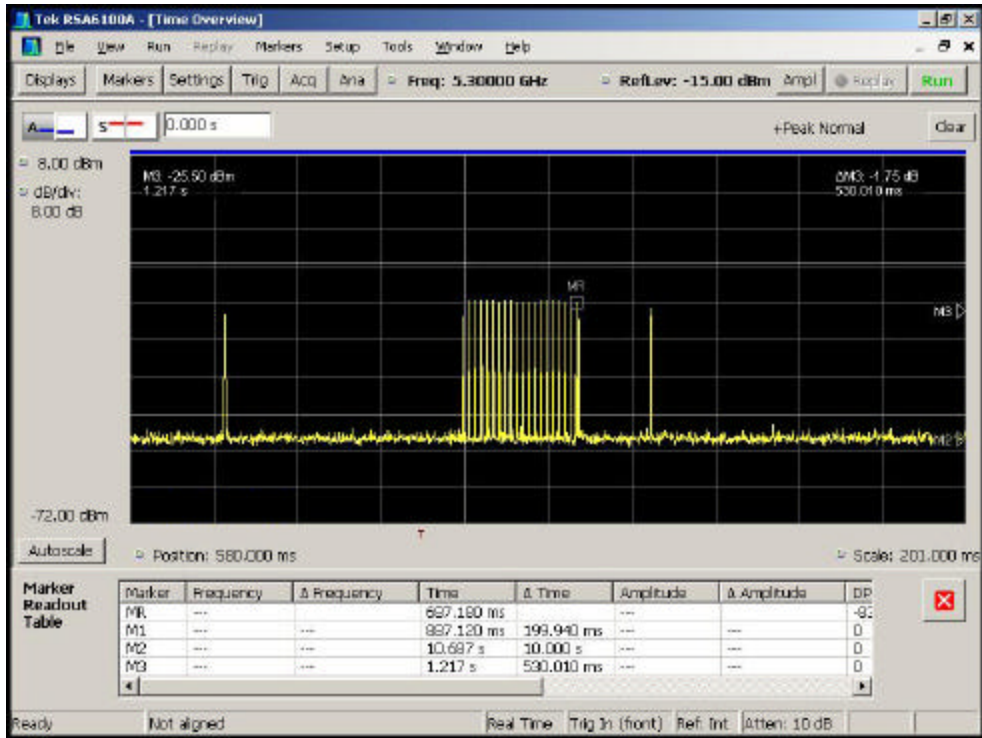 Tek RSA6100A - [Time Overview]
File View Run Replay Markers Setup Tools Window Help
Displays Markers Settings Trig Acq Ana Freq: 5.30000 GHz RefLev: -15.00 dBm Ampl Replay Run
A S 0.000 s +Peak Normal Clear
8.00 dBm
dB/div:
8.00 dB
M3: -25.50 dBm
1.217 s
ΔM3: -1.75 dB
530.010 ms
MR
M3
M2
-72.00 dBm
T
Autoscale Position: 580.000 ms Scale: 201.000 ms
Marker Readout Table
Marker Frequency Δ Frequency Time Δ Time Amplitude Δ Amplitude DP
MR --- 687.180 ms ---
M1 --- --- 887.120 ms 199.940 ms --- --- 0
M2 --- --- 10.687 s 10.000 s --- --- 0
M3 --- --- 1.217 s 530.010 ms --- --- 0
Ready Not aligned Real Time Trig In (front) Ref: Int Atten: 10 dB